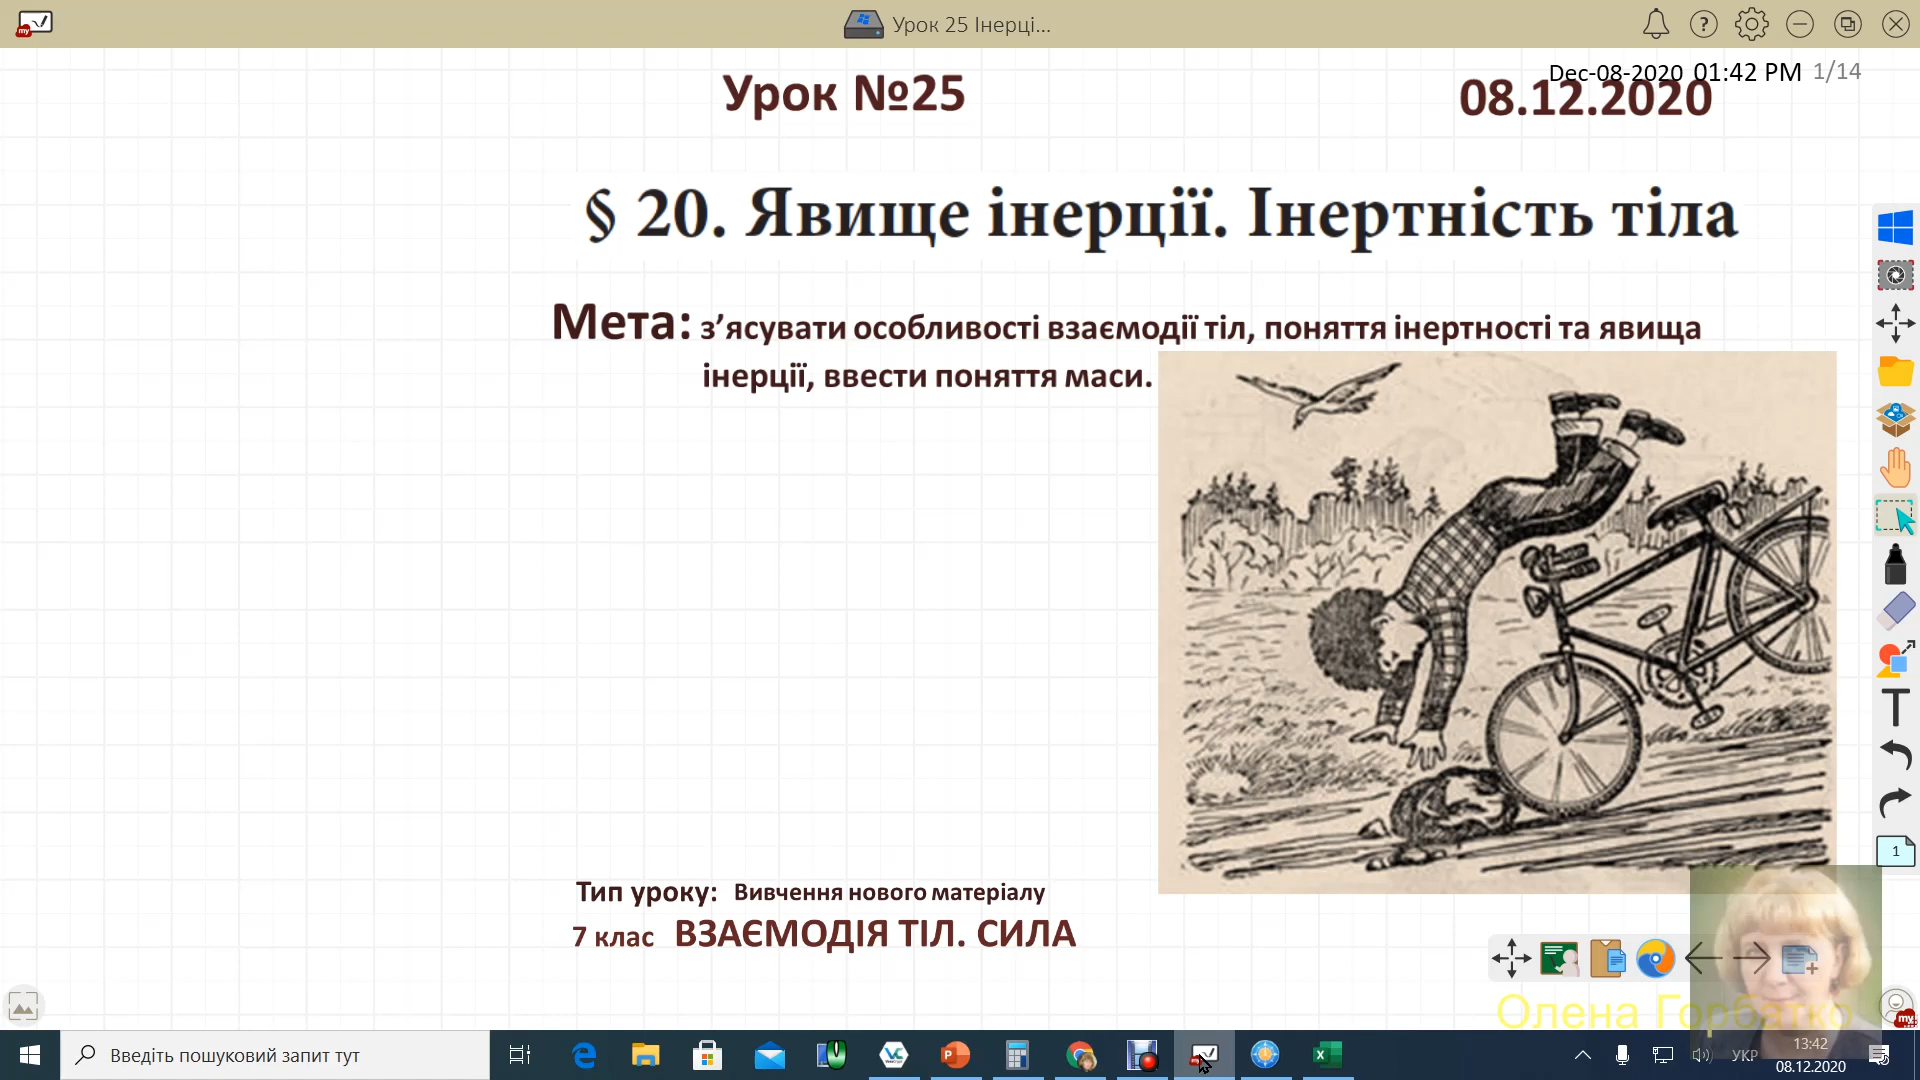 Урок 25 Інерці...
Dec-08-2020 01:42 PM 1/14
Урок №25
08.12.2020
§ 20. Явище інерції. Інертність тіла
Мета: з’ясувати особливості взаємодії тіл, поняття інертності та явища
інерції, ввести поняття маси.
Тип уроку: Вивчення нового матеріалу
7 клас ВЗАЄМОДІЯ ТІЛ. СИЛА
1
Олена Горбатко
Введіть пошуковий запит тут
УКР
13:42
08.12.2020